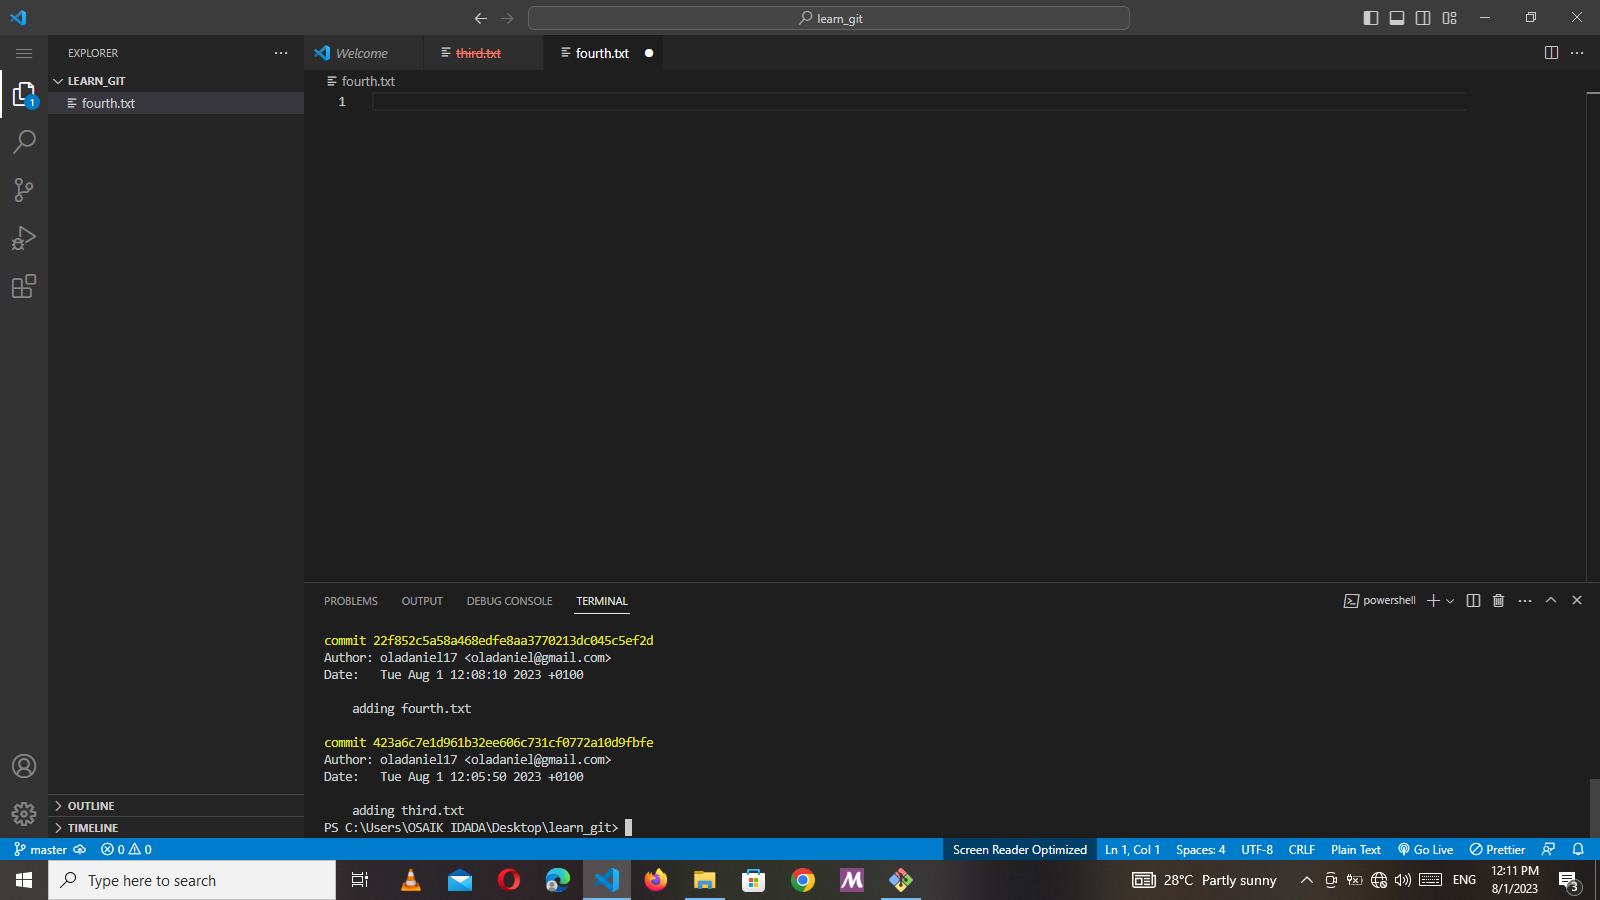 learn_git
EXPLORER
Welcome
third.txt
fourth.txt
LEARN_GIT
fourth.txt
fourth.txt
1
1
PROBLEMS OUTPUT DEBUG CONSOLE TERMINAL
powershell
commit 22f852c5a58a468edfe8aa3770213dc045c5ef2d
Author: oladaniel17 <oladaniel@gmail.com>
Date:   Tue Aug 1 12:08:10 2023 +0100
adding fourth.txt
commit 423a6c7e1d961b32ee606c731cf0772a10d9fbfe
Author: oladaniel17 <oladaniel@gmail.com>
Date:   Tue Aug 1 12:05:50 2023 +0100
adding third.txt
PS C:\Users\OSAIK IDADA\Desktop\learn_git>
OUTLINE
TIMELINE
master 0 0 Screen Reader Optimized Ln 1, Col 1 Spaces: 4 UTF-8 CRLF Plain Text Go Live Prettier
Type here to search
28°C Partly sunny
ENG
12:11 PM
8/1/2023
3